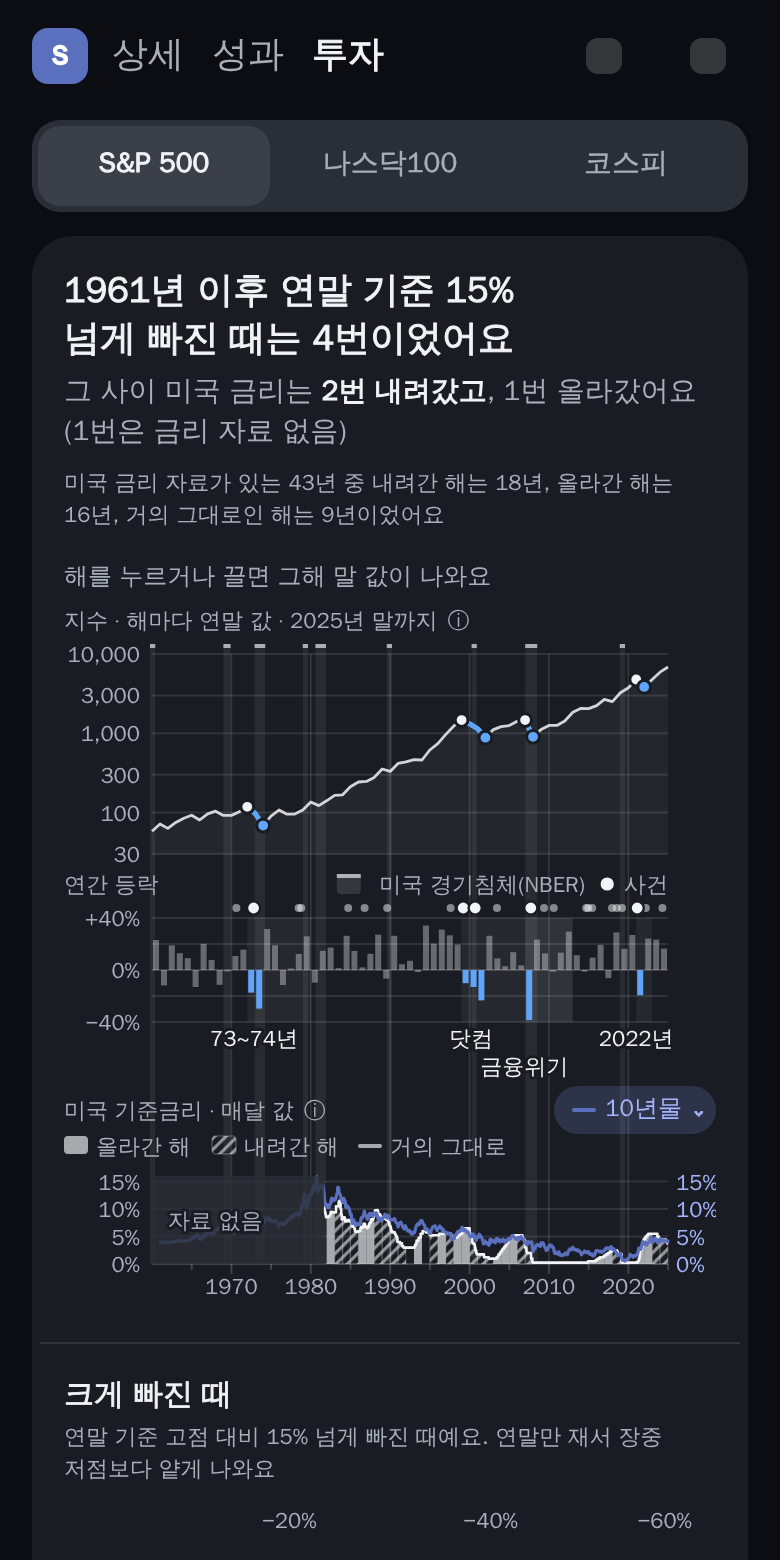 S 상세 성과 투자
S&P 500 나스닥100 코스피
1961년 이후 연말 기준 15%
넘게 빠진 때는 4번이었어요
그 사이 미국 금리는 2번 내려갔고, 1번 올라갔어요
(1번은 금리 자료 없음)
미국 금리 자료가 있는 43년 중 내려간 해는 18년, 올라간 해는
16년, 거의 그대로인 해는 9년이었어요
해를 누르거나 끌면 그해 말 값이 나와요
지수 · 해마다 연말 값 · 2025년 말까지 ⓘ
10,000
3,000
1,000
300
100
30
연간 등락 미국 경기침체(NBER) 사건
+40%
0%
−40%
73~74년 닷컴 2022년
금융위기
미국 기준금리 · 매달 값 ⓘ 10년물
올라간 해 내려간 해 거의 그대로
15% 15%
10% 10%
자료 없음
5% 5%
0% 0%
1970 1980 1990 2000 2010 2020
크게 빠진 때
연말 기준 고점 대비 15% 넘게 빠진 때예요. 연말만 재서 장중
저점보다 얕게 나와요
−20% −40% −60%